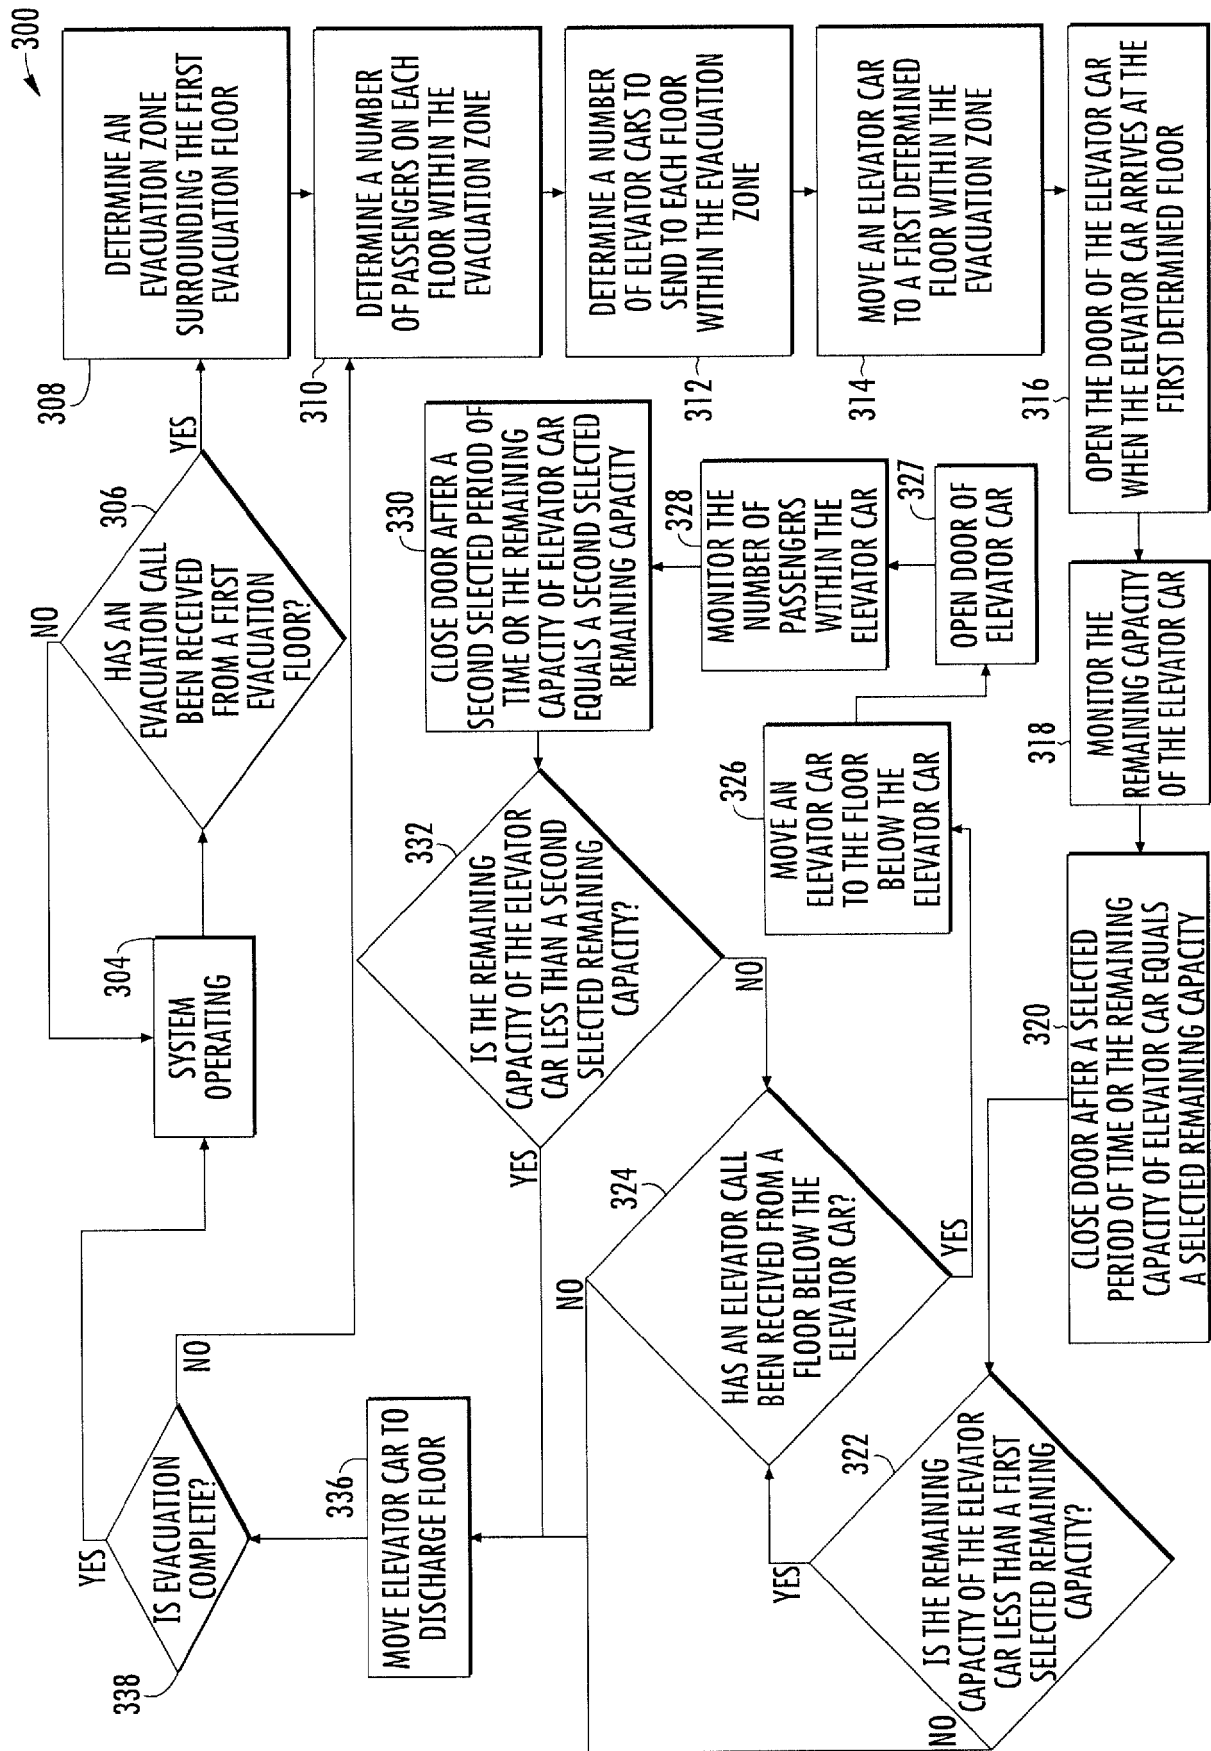 300
304
SYSTEM
OPERATING
306
HAS AN
EVACUATION CALL
BEEN RECEIVED
FROM A FIRST
EVACUATION
FLOOR?
NO
YES
308
DETERMINE AN
EVACUATION ZONE
SURROUNDING THE FIRST
EVACUATION FLOOR
310
DETERMINE A NUMBER
OF PASSENGERS ON EACH
FLOOR WITHIN THE
EVACUATION ZONE
312
DETERMINE A NUMBER
OF ELEVATOR CARS TO
SEND TO EACH FLOOR
WITHIN THE EVACUATION
ZONE
314
MOVE AN ELEVATOR CAR
TO A FIRST DETERMINED
FLOOR WITHIN THE
EVACUATION ZONE
316
OPEN THE DOOR OF THE ELEVATOR CAR
WHEN THE ELEVATOR CAR ARRIVES AT THE
FIRST DETERMINED FLOOR
318
MONITOR THE
REMAINING CAPACITY
OF THE ELEVATOR CAR
320
CLOSE DOOR AFTER A SELECTED
PERIOD OF TIME OR THE REMAINING
CAPACITY OF ELEVATOR CAR EQUALS
A SELECTED REMAINING CAPACITY
322
IS THE REMAINING
CAPACITY OF THE ELEVATOR
CAR LESS THAN A FIRST
SELECTED REMAINING
CAPACITY?
YES
NO
324
HAS AN ELEVATOR CALL
BEEN RECEIVED FROM A
FLOOR BELOW THE
ELEVATOR CAR?
NO
YES
326
MOVE AN
ELEVATOR CAR
TO THE FLOOR
BELOW THE
ELEVATOR CAR
327
OPEN DOOR OF
ELEVATOR CAR
328
MONITOR THE
NUMBER OF
PASSENGERS
WITHIN THE
ELEVATOR CAR
330
CLOSE DOOR AFTER A
SECOND SELECTED PERIOD OF
TIME OR THE REMAINING
CAPACITY OF ELEVATOR CAR
EQUALS A SECOND SELECTED
REMAINING CAPACITY
332
IS THE REMAINING
CAPACITY OF THE ELEVATOR
CAR LESS THAN A SECOND
SELECTED REMAINING
CAPACITY?
YES
NO
336
MOVE ELEVATOR CAR TO
DISCHARGE FLOOR
338
IS EVACUATION
COMPLETE?
YES
NO